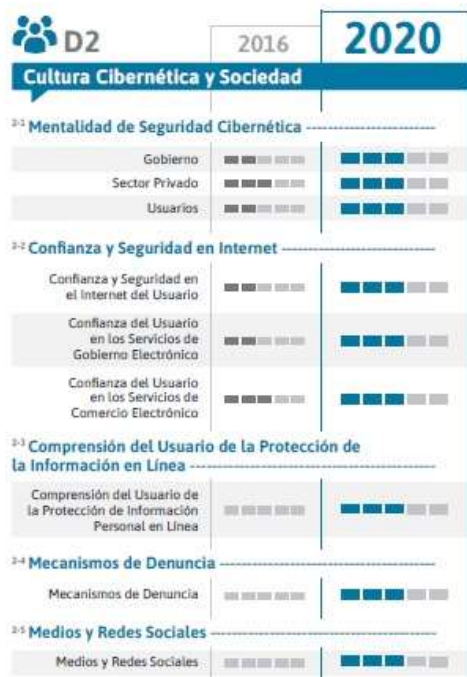 D2
2016
2020
Cultura Cibernética y Sociedad
2-1 Mentalidad de Seguridad Cibernética
Gobierno
Sector Privado
Usuarios
2-2 Confianza y Seguridad en Internet
Confianza y Seguridad en
el Internet del Usuario
Confianza del Usuario
en los Servicios de
Gobierno Electrónico
Confianza del Usuario
en los Servicios de
Comercio Electrónico
2-3 Comprensión del Usuario de la Protección de
la Información en Línea
Comprensión del Usuario de
la Protección de Información
Personal en Línea
2-4 Mecanismos de Denuncia
Mecanismos de Denuncia
2-5 Medios y Redes Sociales
Medios y Redes Sociales